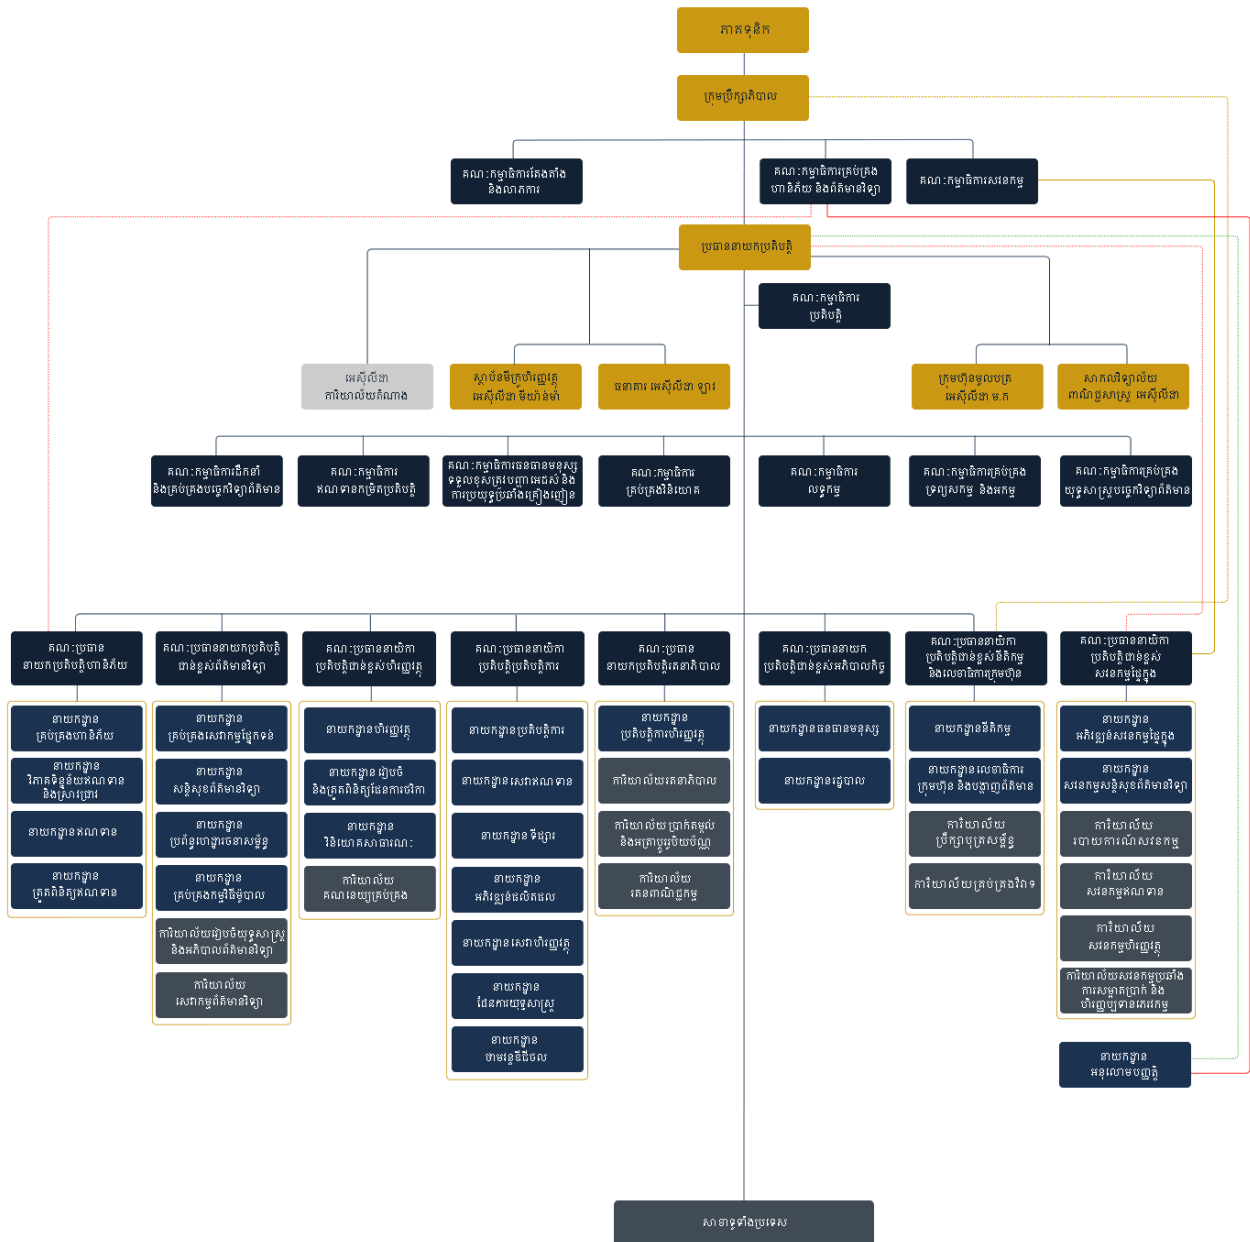 ភាគទុនិក
ក្រុមប្រឹក្សាភិបាល
គណៈកម្មាធិការតែងតាំង
និងលាភការ
គណៈកម្មាធិការគ្រប់គ្រង
ហានិភ័យ និងព័ត៌មានវិទ្យា
គណៈកម្មាធិការសវនកម្ម
ប្រធាននាយកប្រតិបត្តិ
គណៈកម្មាធិការ
ប្រតិបត្តិ
អេស៊ីលីដា
ការិយាល័យតំណាង
ស្ថាប័នមីក្រូហិរញ្ញវត្ថុ
អេស៊ីលីដា មីយ៉ាន់ម៉ា
ធនាគារ អេស៊ីលីដា ឡាវ
ក្រុមហ៊ុនមូលបត្រ
អេស៊ីលីដា ម.ក
សាកលវិទ្យាល័យ
ពាណិជ្ជសាស្ត្រ អេស៊ីលីដា
គណៈកម្មាធិការដឹកនាំ
និងគ្រប់គ្រងបច្ចេកវិទ្យាព័ត៌មាន
គណៈកម្មាធិការ
ឥណទានកម្រិតប្រតិបត្តិ
គណៈកម្មាធិការធនធានមនុស្ស
ទទួលខុសត្រូវបញ្ហាអេដស៍ និង
ការប្រយុទ្ធប្រឆាំងគ្រឿងញៀន
គណៈកម្មាធិការ
គ្រប់គ្រងវិនិយោគ
គណៈកម្មាធិការ
លទ្ធកម្ម
គណៈកម្មាធិការគ្រប់គ្រង
ទ្រព្យសកម្ម និងអកម្ម
គណៈកម្មាធិការគ្រប់គ្រង
យុទ្ធសាស្ត្របច្ចេកវិទ្យាព័ត៌មាន
គណៈប្រធាន
នាយកប្រតិបត្តិហានិភ័យ
គណៈប្រធាននាយកប្រតិបត្តិ
ជាន់ខ្ពស់ព័ត៌មានវិទ្យា
គណៈប្រធាននាយិកា
ប្រតិបត្តិជាន់ខ្ពស់ហិរញ្ញវត្ថុ
គណៈប្រធាននាយិកា
ប្រតិបត្តិប្រតិបត្តិការ
គណៈប្រធាន
នាយកប្រតិបត្តិរតនាភិបាល
គណៈប្រធាននាយក
ប្រតិបត្តិជាន់ខ្ពស់អភិបាលកិច្ច
គណៈប្រធាននាយិកា
ប្រតិបត្តិជាន់ខ្ពស់នីតិកម្ម
និងលេខាធិការក្រុមហ៊ុន
គណៈប្រធាននាយិកា
ប្រតិបត្តិជាន់ខ្ពស់
សវនកម្មផ្ទៃក្នុង
នាយកដ្ឋាន
គ្រប់គ្រងហានិភ័យ
នាយកដ្ឋាន
វិភាគទិន្នន័យឥណទាន
និងស្រាវជ្រាវ
នាយកដ្ឋានឥណទាន
នាយកដ្ឋាន
ត្រួតពិនិត្យឥណទាន
នាយកដ្ឋាន
គ្រប់គ្រងសេវាកម្មផ្នែកទន់
នាយកដ្ឋាន
សន្តិសុខព័ត៌មានវិទ្យា
នាយកដ្ឋាន
ប្រព័ន្ធហេដ្ឋារចនាសម្ព័ន្ធ
នាយកដ្ឋាន
គ្រប់គ្រងកម្មវិធីម៉ូបាល
ការិយាល័យរៀបចំយុទ្ធសាស្ត្រ
និងអភិបាលព័ត៌មានវិទ្យា
ការិយាល័យ
សេវាកម្មព័ត៌មានវិទ្យា
នាយកដ្ឋានហិរញ្ញវត្ថុ
នាយកដ្ឋាន រៀបចំ
និងត្រួតពិនិត្យផែនការថវិកា
នាយកដ្ឋាន
វិនិយោគសាធារណៈ
ការិយាល័យ
គណនេយ្យគ្រប់គ្រង
នាយកដ្ឋានប្រតិបត្តិការ
នាយកដ្ឋានសេវាឥណទាន
នាយកដ្ឋាន ទីផ្សារ
នាយកដ្ឋាន
អភិវឌ្ឍន៍ផលិតផល
នាយកដ្ឋានសេវាហិរញ្ញវត្ថុ
នាយកដ្ឋាន
ផែនការយុទ្ធសាស្ត្រ
នាយកដ្ឋាន
ថាមវន្តឌីជីថល
នាយកដ្ឋាន
ប្រតិបត្តិការហិរញ្ញវត្ថុ
ការិយាល័យរតនាភិបាល
ការិយាល័យ ប្រាក់តម្កល់
និងអត្រាប្តូររូបិយប័ណ្ណ
ការិយាល័យ
រតនពាណិជ្ជកម្ម
នាយកដ្ឋានធនធានមនុស្ស
នាយកដ្ឋានរដ្ឋបាល
នាយកដ្ឋាននីតិកម្ម
នាយកដ្ឋានលេខាធិការ
ក្រុមហ៊ុន និងបង្ហាញព័ត៌មាន
ការិយាល័យ
ប្រឹក្សាបុត្រសម្ព័ន្ធ
ការិយាល័យគ្រប់គ្រងវិវាទ
នាយកដ្ឋាន
អភិវឌ្ឍន៍សវនកម្មផ្ទៃក្នុង
នាយកដ្ឋាន
សវនកម្មសន្តិសុខព័ត៌មានវិទ្យា
ការិយាល័យ
របាយការណ៍សវនកម្ម
ការិយាល័យ
សវនកម្មឥណទាន
ការិយាល័យ
សវនកម្មហិរញ្ញវត្ថុ
ការិយាល័យសវនកម្មប្រឆាំង
ការសម្អាតប្រាក់ និង
ហិរញ្ញប្បទានភេរវកម្ម
នាយកដ្ឋាន
អនុលោមបញ្ញត្តិ
សាខាទូទាំងប្រទេស